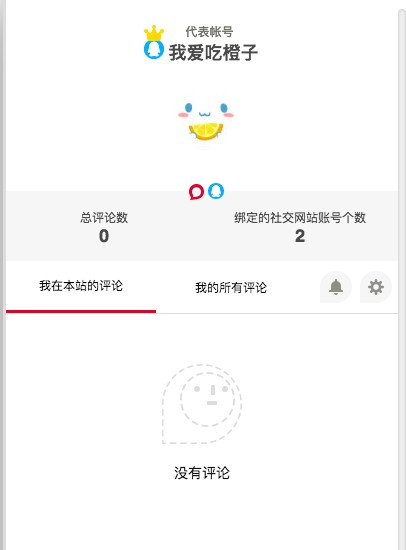 代表帐号
我爱吃橙子
总评论数
0
绑定的社交网站账号个数
2
我在本站的评论
我的所有评论
没有评论